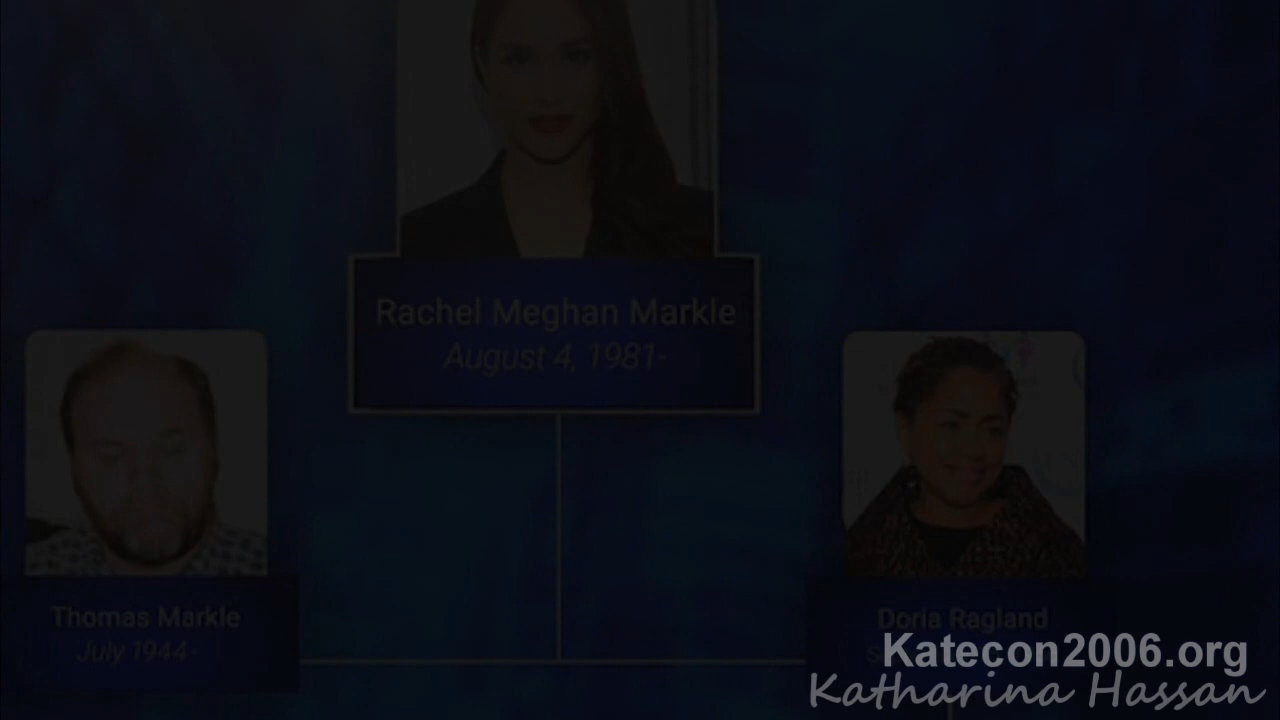 Rachel Meghan Markle
August 4, 1981-
Thomas Markle
July 1944-
Doria Ragland
Katecon2006.org
Katharina Hassan